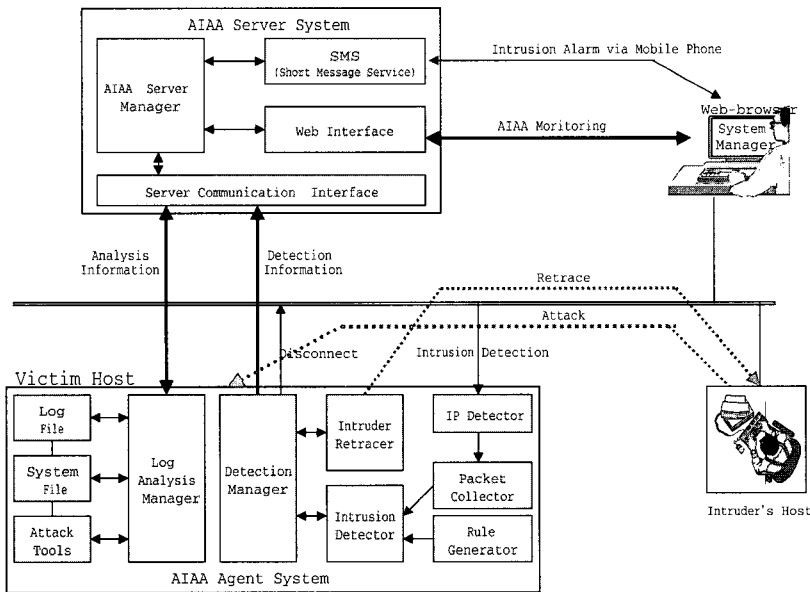 AIAA Server System
SMS
(Short Message Service)
AIAA Server
Manager
Web Interface
Server Communication Interface
Intrusion Alarm via Mobile Phone
Web-browser
System
Manager
AIAA Moritoring
Analysis
Information
Detection
Information
Retrace
Attack
Disconnect
Intrusion Detection
Victim Host
Log
File
System
File
Attack
Tools
Log
Analysis
Manager
Detection
Manager
Intruder
Retracer
Intrusion
Detector
IP Detector
Packet
Collector
Rule
Generator
AIAA Agent System
Intruder's Host